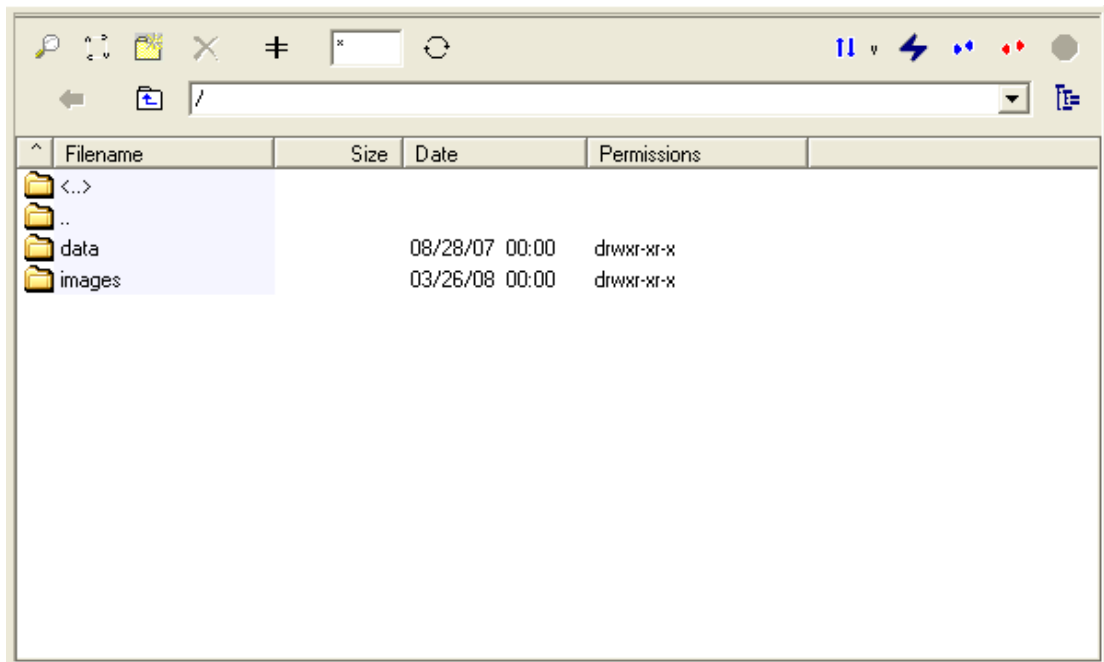 *
/
^ Filename Size Date Permissions
<..>
..
data 08/28/07 00:00 drwxr-xr-x
images 03/26/08 00:00 drwxr-xr-x